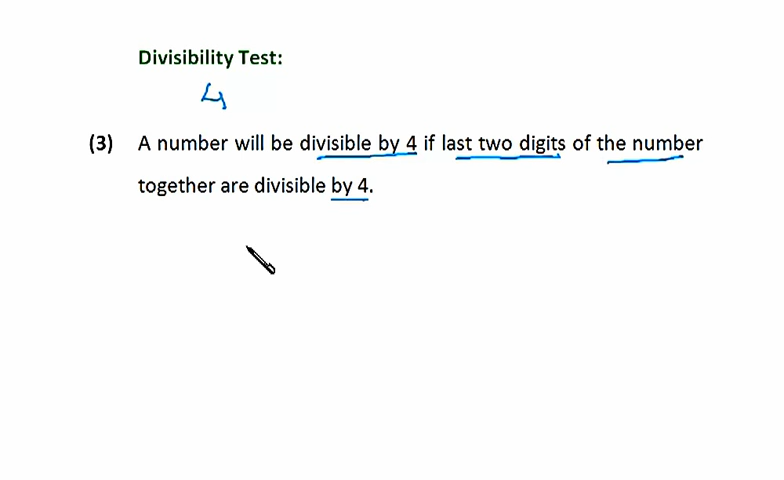 Divisibility Test:
4
(3) A number will be divisible by 4 if last two digits of the number
together are divisible by 4.